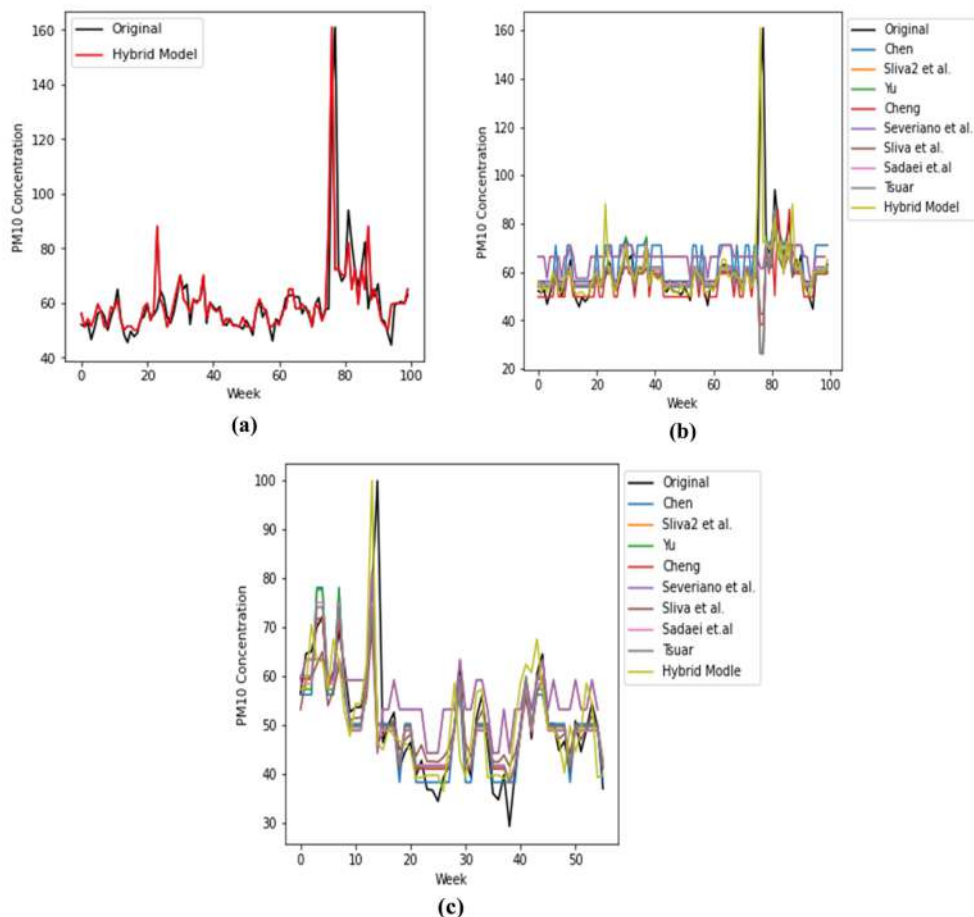 160
140
120
100
80
60
40
PM10 Concentration
Original
Hybrid Model
0 20 40 60 80 100
Week
(a)
160
140
120
100
80
60
40
20
PM10 Concentration
0 20 40 60 80 100
Week
(b)
Original
Chen
Sliva2 et al.
Yu
Cheng
Severiano et al.
Sliva et al.
Sadaei et.al
Tsuar
Hybrid Model
100
90
80
70
60
50
40
30
PM10 Concentration
0 10 20 30 40 50
Week
(c)
Original
Chen
Sliva2 et al.
Yu
Cheng
Severiano et al.
Sliva et al.
Sadaei et.al
Tsuar
Hybrid Modle